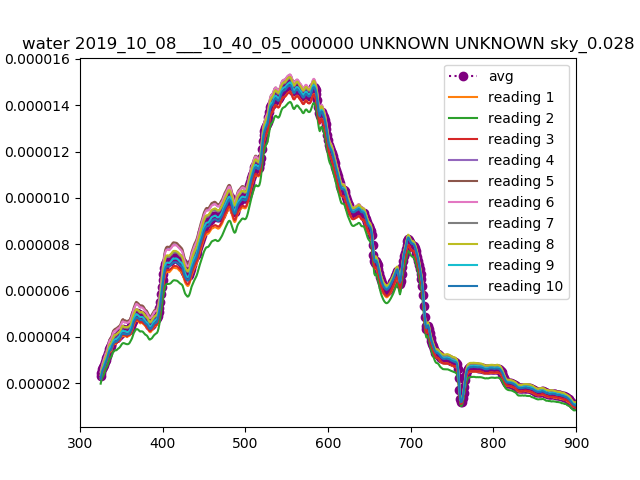 water 2019_10_08___10_40_05_000000 UNKNOWN UNKNOWN sky_0.028
0.000016
0.000014
0.000012
0.000010
0.000008
0.000006
0.000004
0.000002
300 400 500 600 700 800 900
avg
reading 1
reading 2
reading 3
reading 4
reading 5
reading 6
reading 7
reading 8
reading 9
reading 10